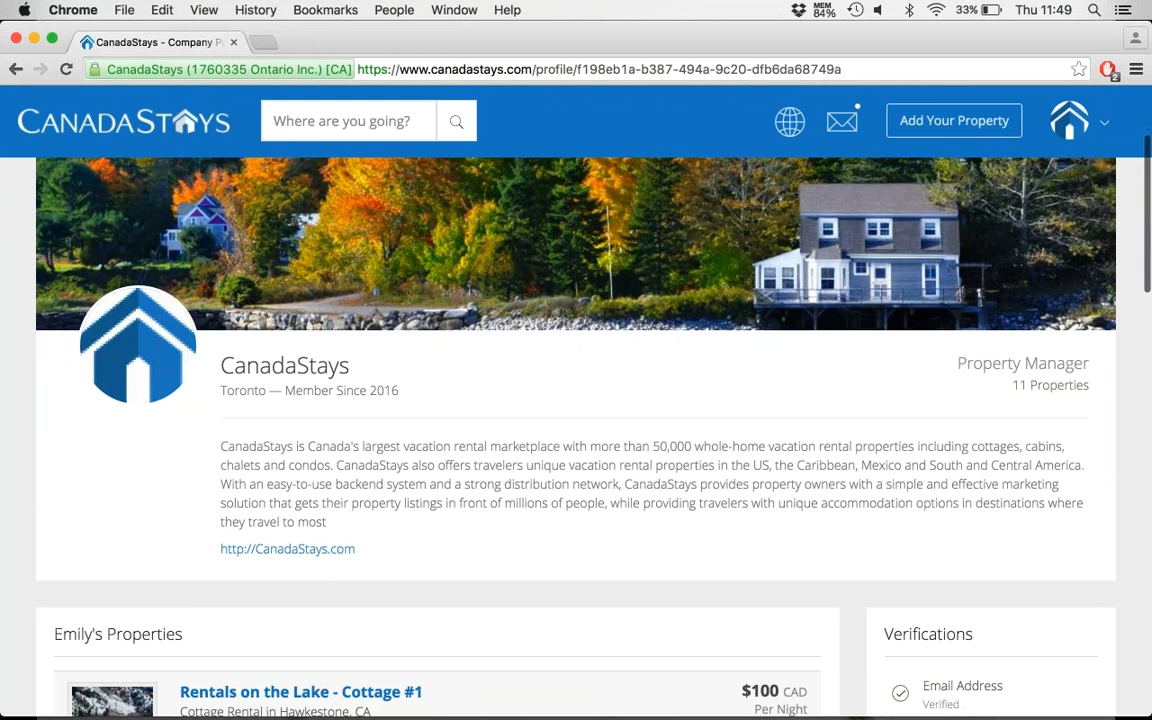 Chrome File Edit View History Bookmarks People Window Help MEM 84% 33% Thu 11:49
CanadaStays - Company P
CanadaStays (1760335 Ontario Inc.) [CA] https://www.canadastays.com/profile/f198eb1a-b387-494a-9c20-dfb6da68749a 2
CANADASTAYS Where are you going? Add Your Property
CanadaStays Property Manager
Toronto — Member Since 2016 11 Properties
CanadaStays is Canada's largest vacation rental marketplace with more than 50,000 whole-home vacation rental properties including cottages, cabins,
chalets and condos. CanadaStays also offers travelers unique vacation rental properties in the US, the Caribbean, Mexico and South and Central America.
With an easy-to-use backend system and a strong distribution network, CanadaStays provides property owners with a simple and effective marketing
solution that gets their property listings in front of millions of people, while providing travelers with unique accommodation options in destinations where
they travel to most
http://CanadaStays.com
Emily's Properties Verifications
Rentals on the Lake - Cottage #1 $100 CAD Email Address
Cottage Rental in Hawkestone, CA Per Night Verified